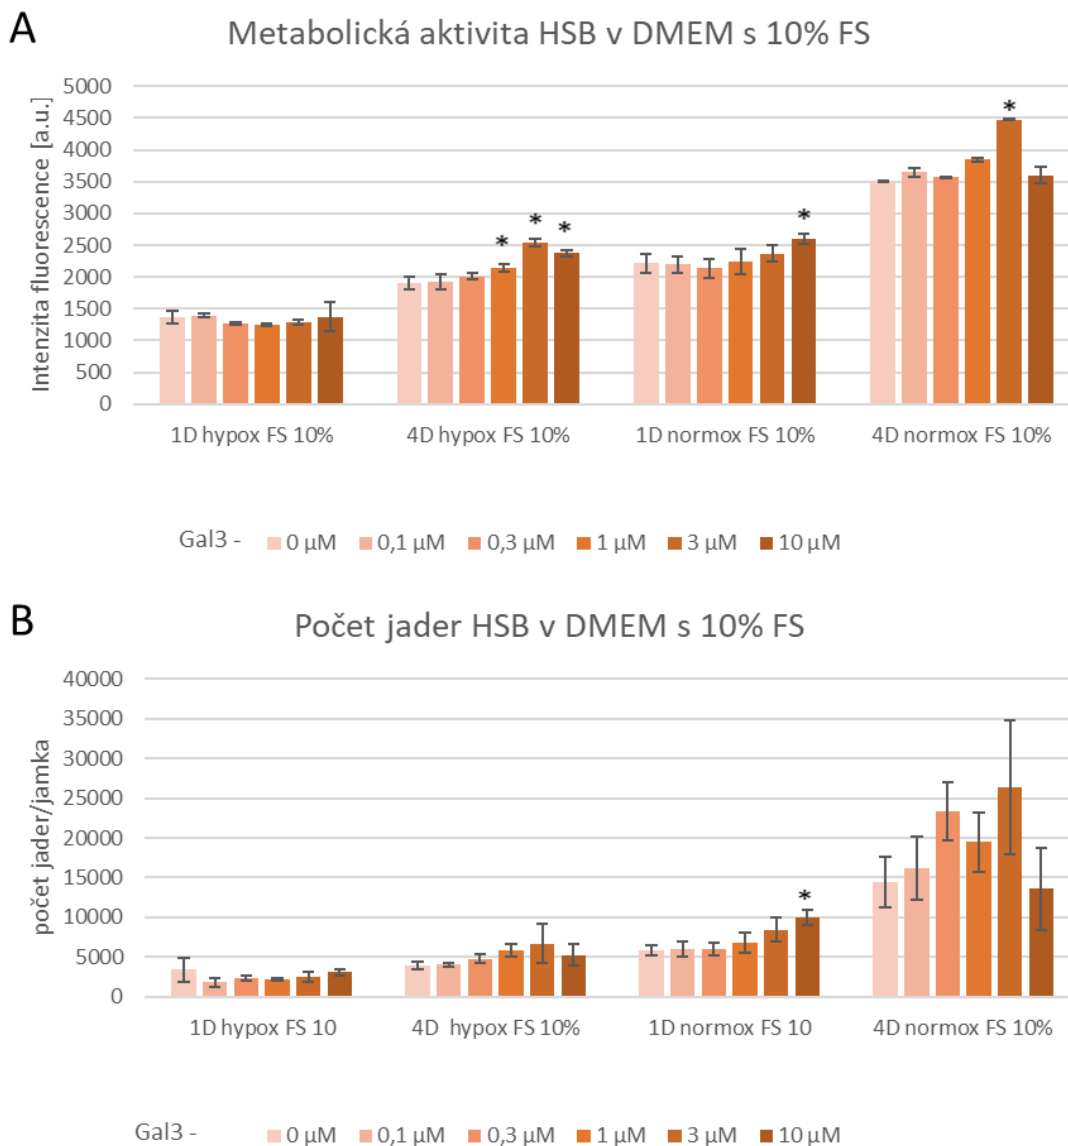 A
Metabolická aktivita HSB v DMEM s 10% FS
Intenzita fluorescence [a.u.]
5000
4500
4000
3500
3000
2500
2000
1500
1000
500
0
* * * * *
1D hypox FS 10% 4D hypox FS 10% 1D normox FS 10% 4D normox FS 10%
Gal3 - 0 µM 0,1 µM 0,3 µM 1 µM 3 µM 10 µM
B
Počet jader HSB v DMEM s 10% FS
počet jader/jamka
40000
35000
30000
25000
20000
15000
10000
5000
0
*
1D hypox FS 10 4D hypox FS 10% 1D normox FS 10 4D normox FS 10%
Gal3 - 0 µM 0,1 µM 0,3 µM 1 µM 3 µM 10 µM